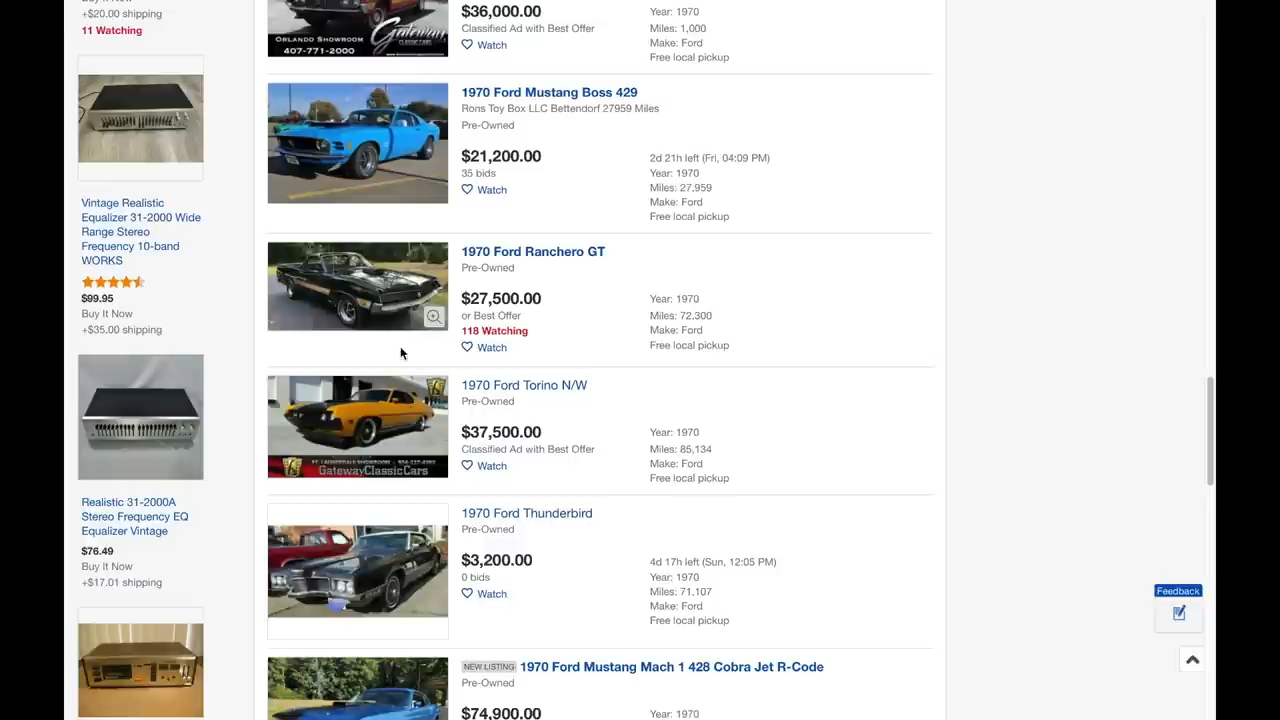 +$20.00 shipping
11 Watching
Vintage Realistic
Equalizer 31-2000 Wide
Range Stereo
Frequency 10-band
WORKS
$99.95
Buy It Now
+$35.00 shipping
Realistic 31-2000A
Stereo Frequency EQ
Equalizer Vintage
$76.49
Buy It Now
+$17.01 shipping
ORLANDO SHOWROOM
407-771-2000
Gateway
CLASSIC CARS
$36,000.00
Classified Ad with Best Offer
Watch
Year: 1970
Miles: 1,000
Make: Ford
Free local pickup
1970 Ford Mustang Boss 429
Rons Toy Box LLC Bettendorf 27959 Miles
Pre-Owned
$21,200.00
35 bids
Watch
2d 21h left (Fri, 04:09 PM)
Year: 1970
Miles: 27,959
Make: Ford
Free local pickup
1970 Ford Ranchero GT
Pre-Owned
$27,500.00
or Best Offer
118 Watching
Watch
Year: 1970
Miles: 72,300
Make: Ford
Free local pickup
GatewayClassicCars
1970 Ford Torino N/W
Pre-Owned
$37,500.00
Classified Ad with Best Offer
Watch
Year: 1970
Miles: 85,134
Make: Ford
Free local pickup
1970 Ford Thunderbird
Pre-Owned
$3,200.00
0 bids
Watch
4d 17h left (Sun, 12:05 PM)
Year: 1970
Miles: 71,107
Make: Ford
Free local pickup
NEW LISTING 1970 Ford Mustang Mach 1 428 Cobra Jet R-Code
Pre-Owned
$74,900.00
Year: 1970
Feedback